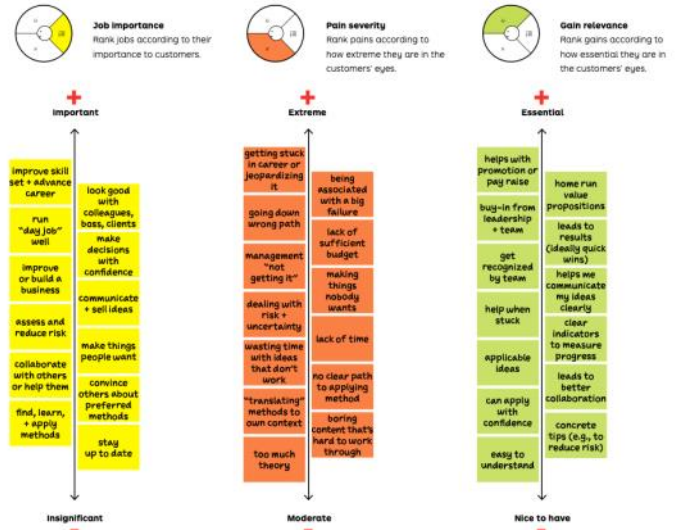 Job importance
Rank jobs according to their
importance to customers.
Pain severity
Rank pains according to
how extreme they are in the
customers' eyes.
Gain relevance
Rank gains according to
how essential they are in
the customers' eyes.
+
Important
improve skill
set + advance
career
run
"day job"
well
improve
or build a
business
assess and
reduce risk
collaborate
with others
or help them
find, learn,
+ apply
methods
look good
with
colleagues,
boss, clients
make
decisions
with
confidence
communicate
+ sell ideas
make things
people want
convince
others about
preferred
methods
stay
up to date
Insignificant
+
Extreme
getting stuck
in career or
jeopardizing
it
going down
wrong path
management
"not
getting it"
dealing with
risk +
uncertainty
wasting time
with ideas
that don't
work
"translating"
methods to
own context
too much
theory
being
associated
with a big
failure
lack of
sufficient
budget
making
things
nobody
wants
lack of time
no clear path
to applying
method
boring
content that's
hard to work
through
Moderate
+
Essential
helps with
promotion or
pay raise
buy-in from
leadership
+ team
get
recognized
by team
help when
stuck
applicable
ideas
can apply
with
confidence
easy to
understand
home run
value
propositions
leads to
results
(ideally quick
wins)
helps me
communicate
my ideas
clearly
clear
indicators
to measure
progress
leads to
better
collaboration
concrete
tips (e.g., to
reduce risk)
Nice to have